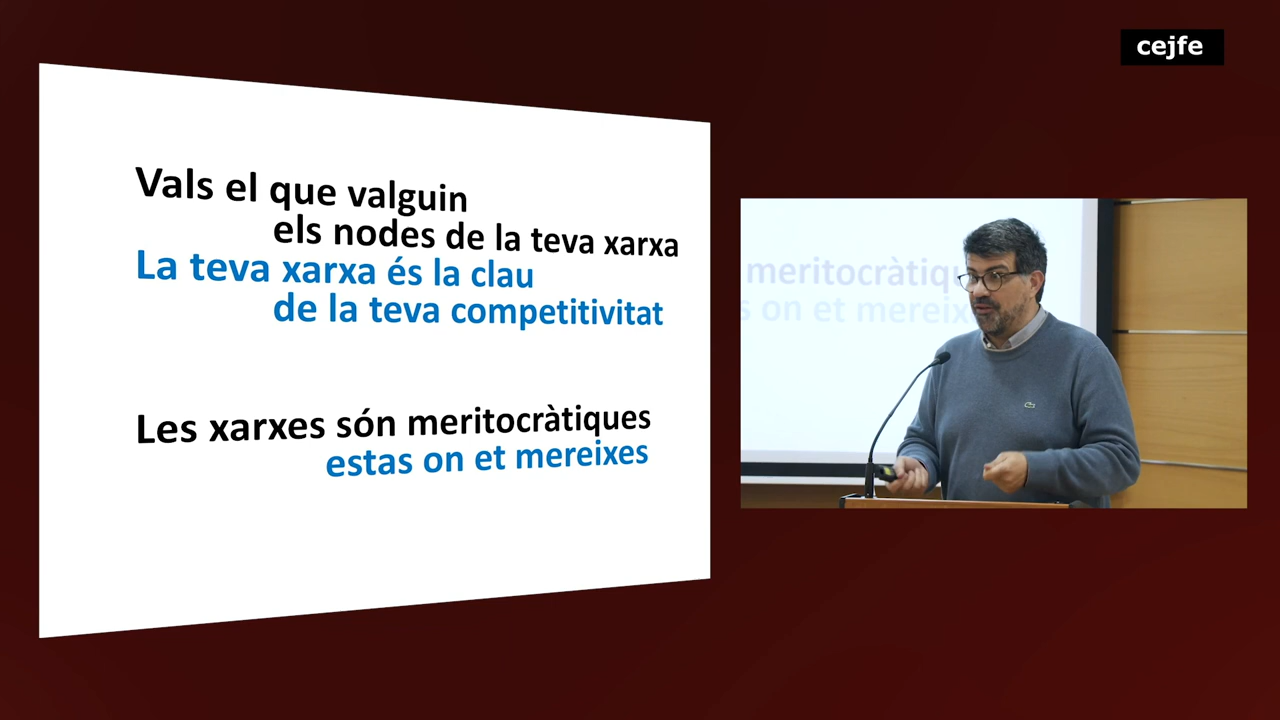 cejfe
Vals el que valguin
els nodes de la teva xarxa
La teva xarxa és la clau
de la teva competitivitat
Les xarxes són meritocràtiques
estas on et mereixes
meritocràtiq
s on et mereix